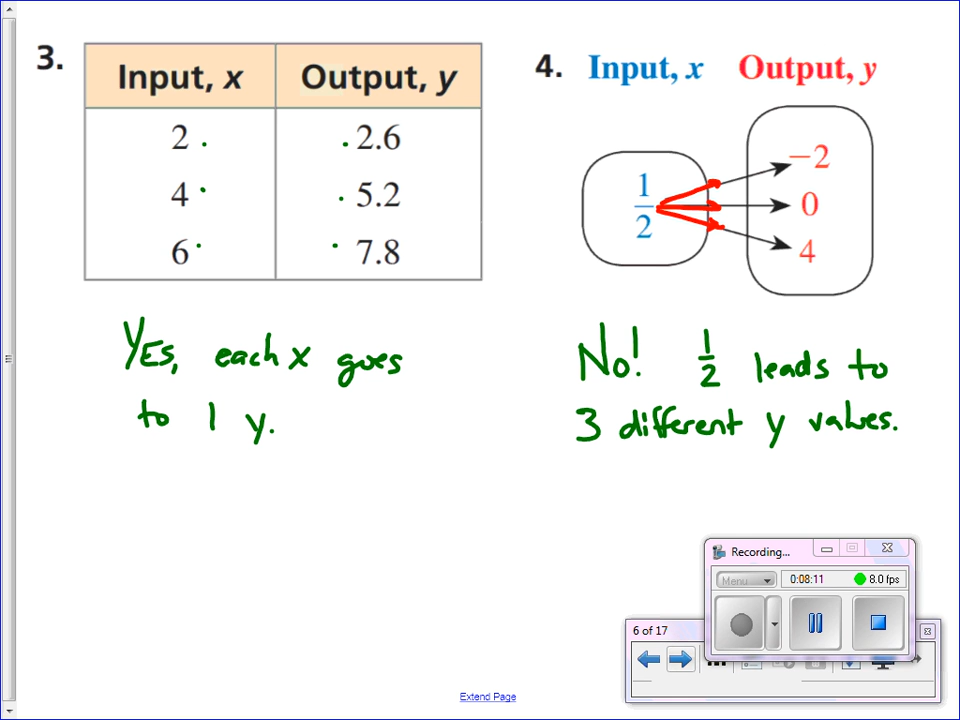 3.
Input, x Output, y
2 2.6
4 5.2
6 7.8
YES, each x goes
to 1 y.
4. Input, x Output, y
1/2
-2
0
4
No! 1/2 leads to
3 different y values.
Recording...
Menu 0:08:11 8.0 fps
6 of 17
Extend Page